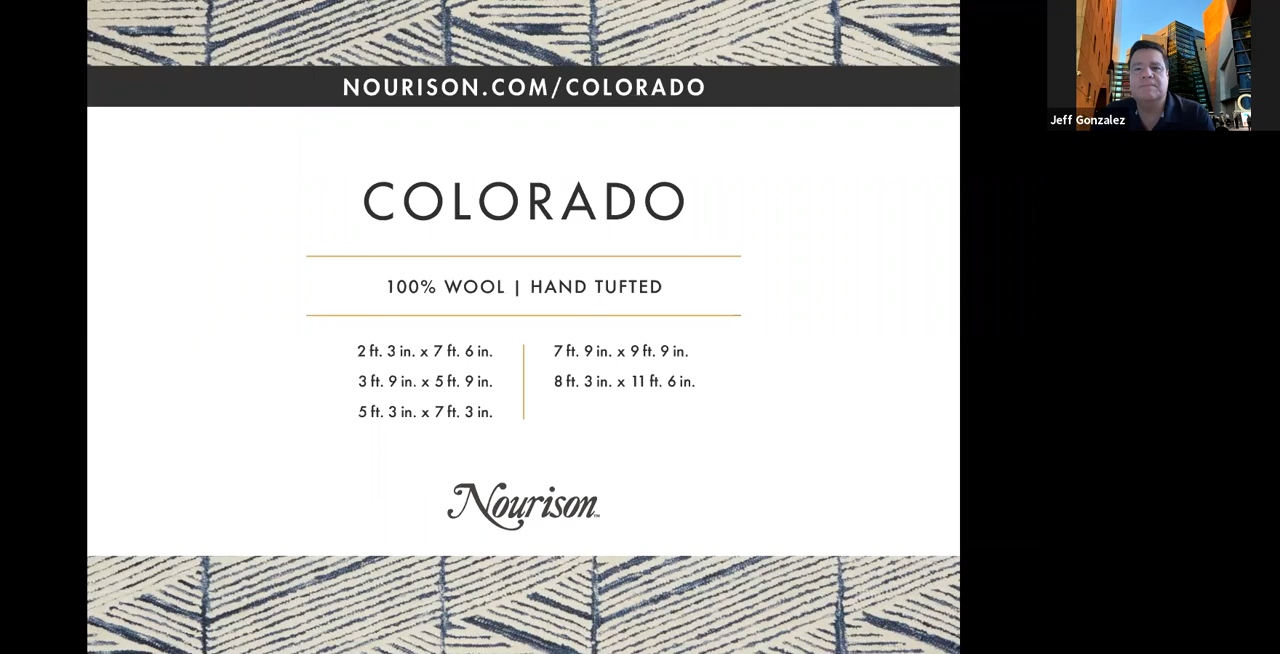 NOURISON.COM/COLORADO
Jeff Gonzalez
COLORADO
100% WOOL | HAND TUFTED
2 ft. 3 in. x 7 ft. 6 in.
3 ft. 9 in. x 5 ft. 9 in.
5 ft. 3 in. x 7 ft. 3 in.
7 ft. 9 in. x 9 ft. 9 in.
8 ft. 3 in. x 11 ft. 6 in.
Nourison™